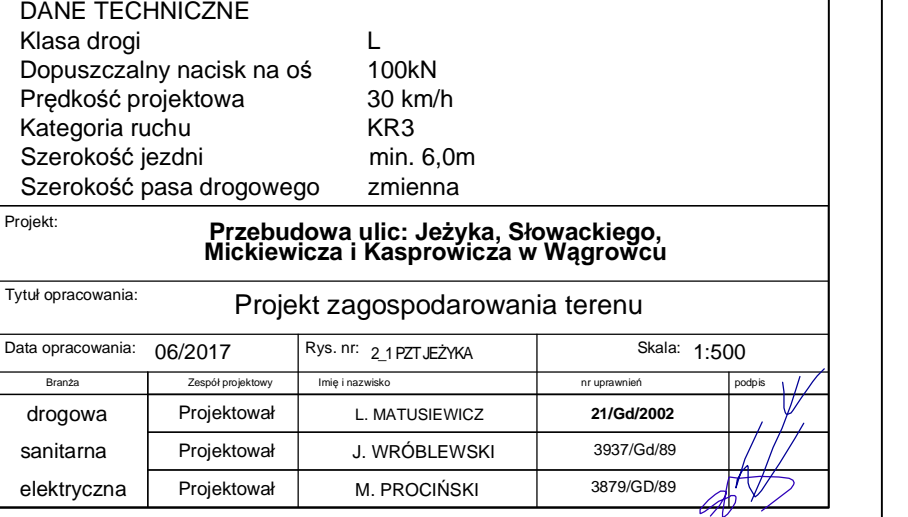 DANE TECHNICZNE
Klasa drogi L
Dopuszczalny nacisk na oś 100kN
Prędkość projektowa 30 km/h
Kategoria ruchu KR3
Szerokość jezdni min. 6,0m
Szerokość pasa drogowego zmienna
Projekt: Przebudowa ulic: Jeżyka, Słowackiego,
Mickiewicza i Kasprowicza w Wągrowcu
Tytuł opracowania: Projekt zagospodarowania terenu
Data opracowania: 06/2017 Rys. nr: 2_1 PZT JEŻYKA Skala: 1:500
Branża Zespół projektowy Imię i nazwisko nr uprawnień podpis
drogowa Projektował L. MATUSIEWICZ 21/Gd/2002
sanitarna Projektował J. WRÓBLEWSKI 3937/Gd/89
elektryczna Projektował M. PROCIŃSKI 3879/GD/89